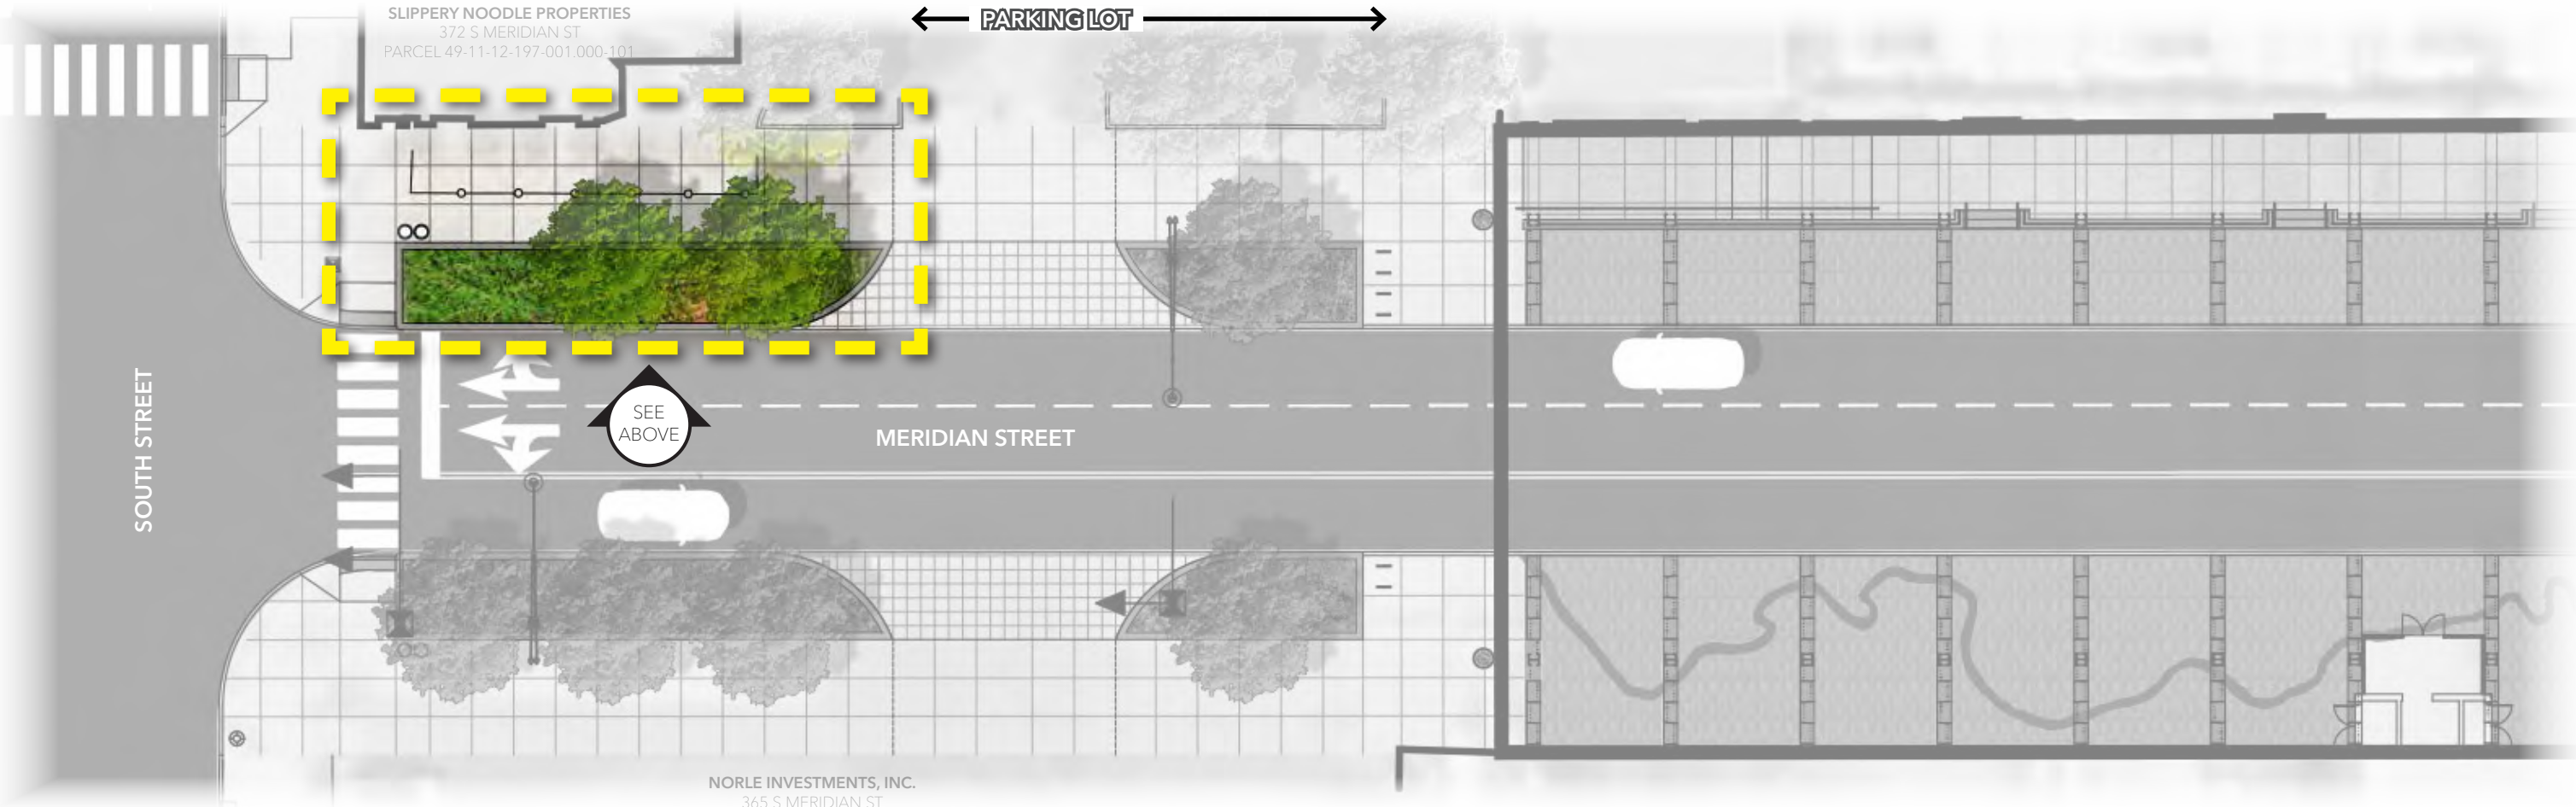 SLIPPERY NOODLE PROPERTIES
372 S MERIDIAN ST
PARCEL 49-11-12-197-001.000-101
PARKING LOT
SOUTH STREET
SEE
ABOVE
MERIDIAN STREET
NORLE INVESTMENTS, INC.
365 S MERIDIAN ST